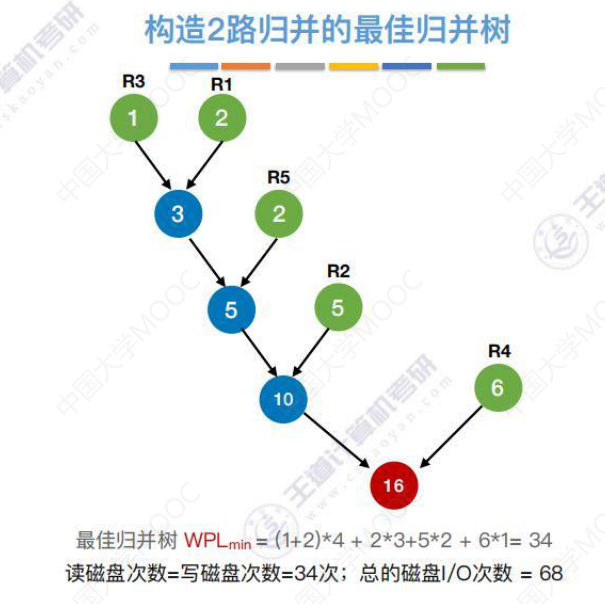 构造2路归并的最佳归并树
R3 R1
1 2
R5
3 2
R2
5 5
R4
10 6
16
最佳归并树 WPLmin = (1+2)*4 + 2*3+5*2 + 6*1= 34
读磁盘次数=写磁盘次数=34次；总的磁盘I/O次数 = 68
中国大学MOOC
王道计算机考研
www.cskaoyan.com